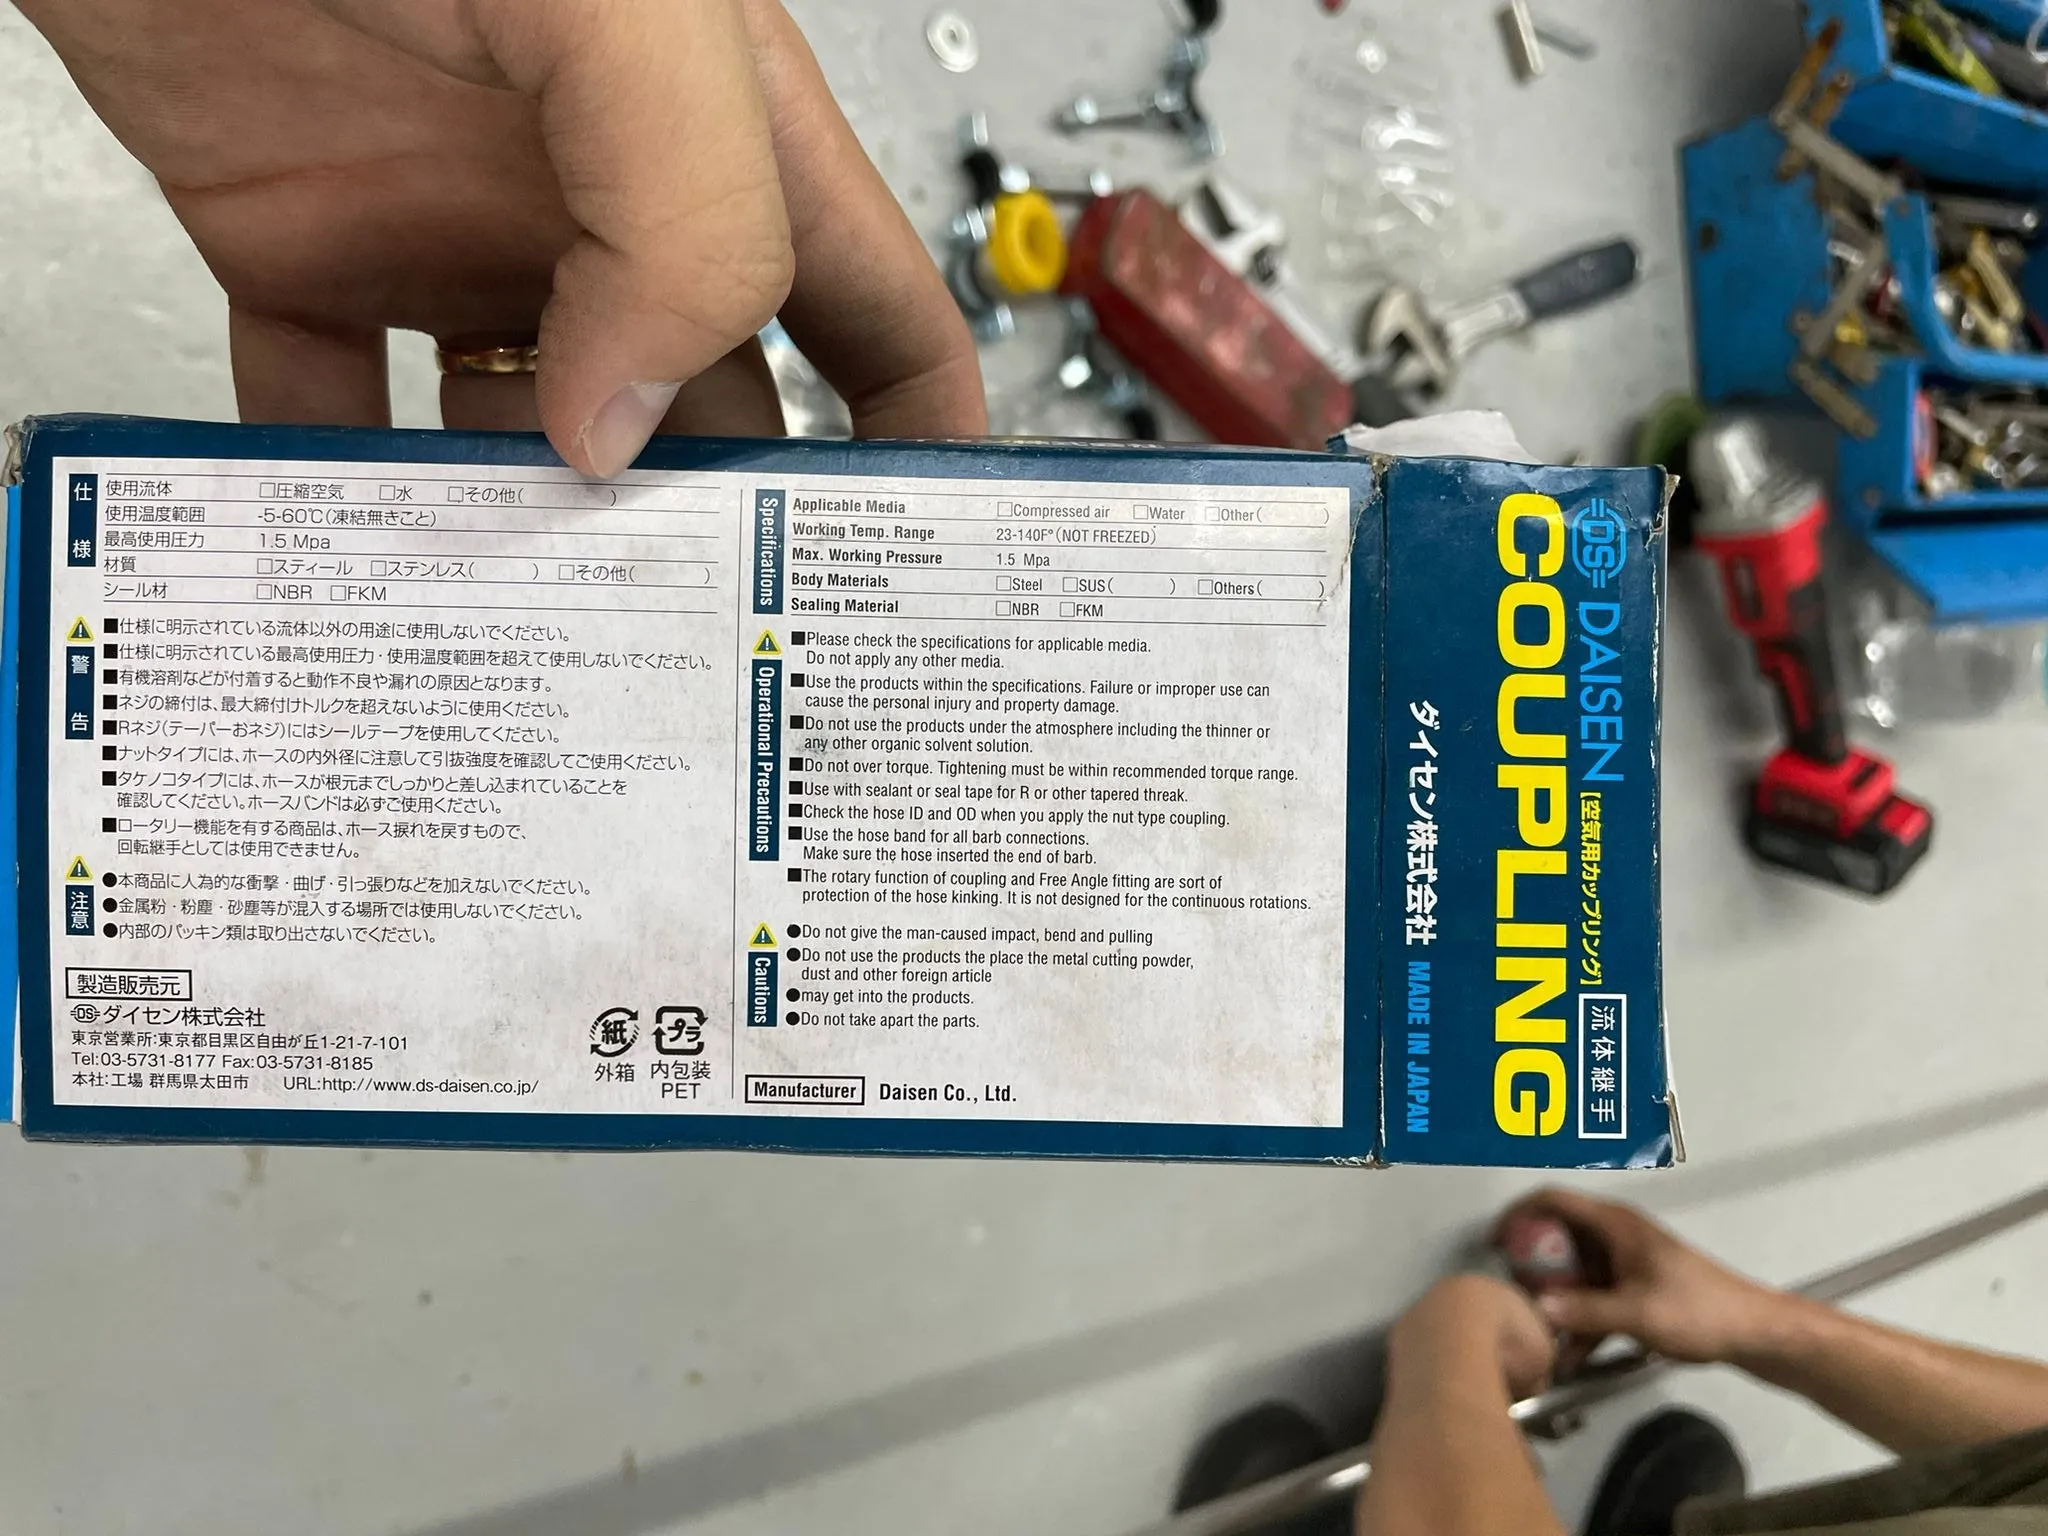 仕様
使用流体 □圧縮空気 □水 □その他( )
使用温度範囲 -5-60℃(凍結無きこと)
最高使用圧力 1.5 Mpa
材質 □スティール □ステンレス( ) □その他( )
シール材 □NBR □FKM
警告
■仕様に明示されている流体以外の用途に使用しないでください。
■仕様に明示されている最高使用圧力・使用温度範囲を超えて使用しないでください。
■有機溶剤などが付着すると動作不良や漏れの原因となります。
■ネジの締付は、最大締付けトルクを超えないように使用ください。
■Rネジ(テーパーおネジ)にはシールテープを使用してください。
■ナットタイプには、ホースの内外径に注意して引抜強度を確認してご使用ください。
■タケノコタイプには、ホースが根元までしっかりと差し込まれていることを
確認してください。ホースバンドは必ずご使用ください。
■ロータリー機能を有する商品は、ホース捩れを戻すもので、
回転継手としては使用できません。
注意
●本商品に人為的な衝撃・曲げ・引っ張りなどを加えないでください。
●金属粉・粉塵・砂塵等が混入する場所では使用しないでください。
●内部のパッキン類は取り出さないでください。
製造販売元
DS ダイセン株式会社
東京営業所:東京都目黒区自由が丘1-21-7-101
Tel:03-5731-8177 Fax:03-5731-8185
本社:工場 群馬県太田市 URL:http://www.ds-daisen.co.jp/
紙
外箱
プラ
内包装
PET
Specifications
Applicable Media □Compressed air □Water □Other( )
Working Temp. Range 23-140F°(NOT FREEZED)
Max. Working Pressure 1.5 Mpa
Body Materials □Steel □SUS( ) □Others( )
Sealing Material □NBR □FKM
Operational Precautions
■Please check the specifications for applicable media.
Do not apply any other media.
■Use the products within the specifications. Failure or improper use can
cause the personal injury and property damage.
■Do not use the products under the atmosphere including the thinner or
any other organic solvent solution.
■Do not over torque. Tightening must be within recommended torque range.
■Use with sealant or seal tape for R or other tapered threak.
■Check the hose ID and OD when you apply the nut type coupling.
■Use the hose band for all barb connections.
Make sure the hose inserted the end of barb.
■The rotary function of coupling and Free Angle fitting are sort of
protection of the hose kinking. It is not designed for the continuous rotations.
Cautions
●Do not give the man-caused impact, bend and pulling
●Do not use the products the place the metal cutting powder,
dust and other foreign article
●may get into the products.
●Do not take apart the parts.
Manufacturer Daisen Co., Ltd.
DS DAISEN [空気用カップリング] 流体継手
COUPLING
ダイセン株式会社 MADE IN JAPAN